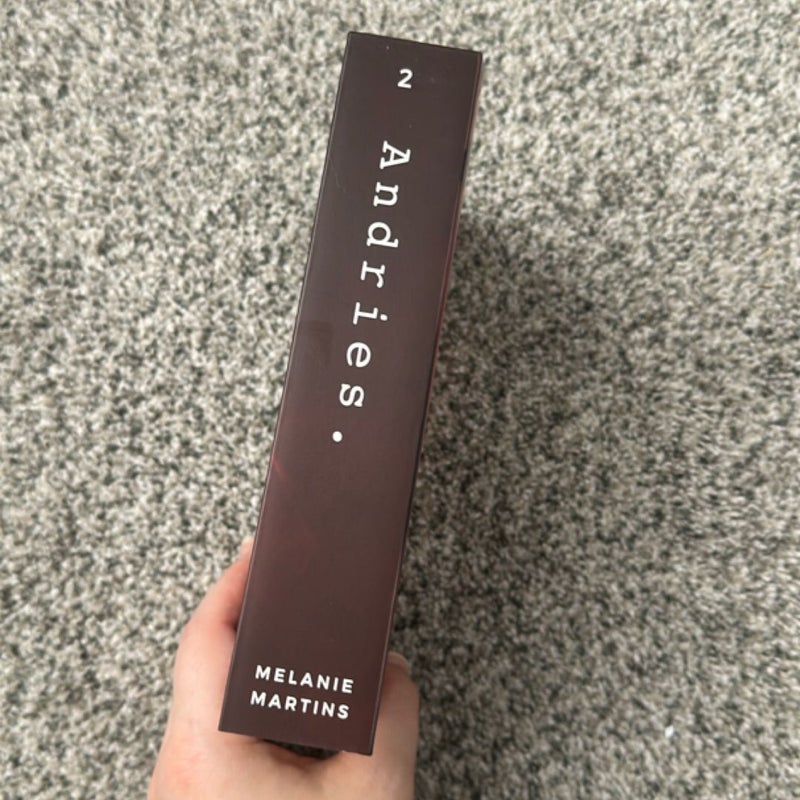 2
Andries.
MELANIE
MARTINS